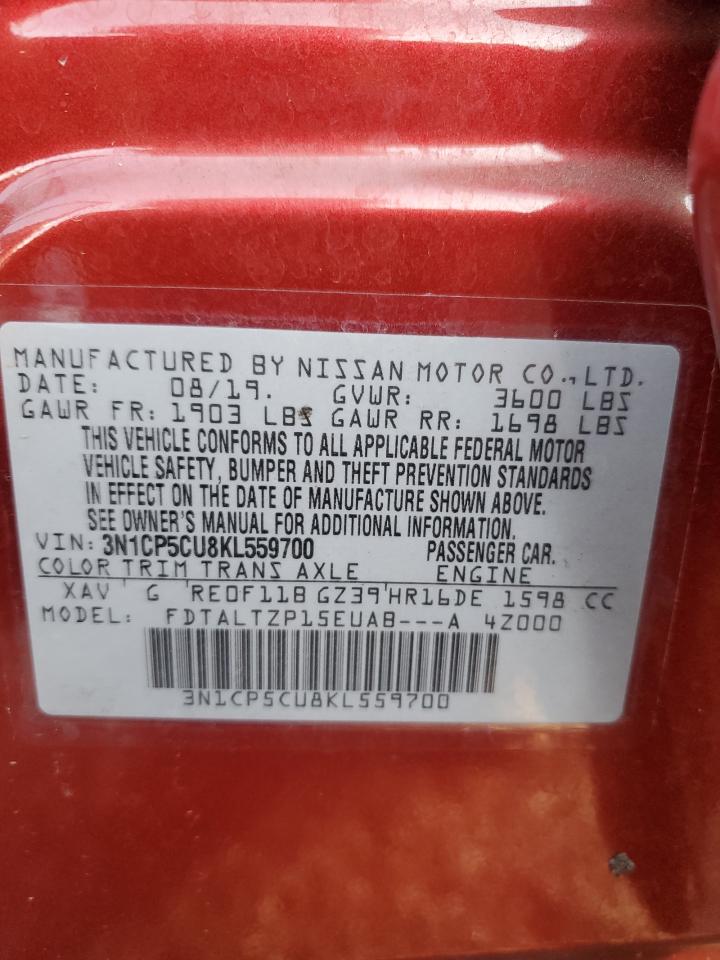 MANUFACTURED BY NISSAN MOTOR CO., LTD.
DATE: 08/19. GVWR: 3600 LBS
GAWR FR: 1903 LBS GAWR RR: 1698 LBS
THIS VEHICLE CONFORMS TO ALL APPLICABLE FEDERAL MOTOR
VEHICLE SAFETY, BUMPER AND THEFT PREVENTION STANDARDS
IN EFFECT ON THE DATE OF MANUFACTURE SHOWN ABOVE.
SEE OWNER'S MANUAL FOR ADDITIONAL INFORMATION.
VIN: 3N1CP5CU8KL559700 PASSENGER CAR.
COLOR TRIM TRANS AXLE ENGINE
XAV ' G ' RE0F11B GZ39 ' HR16DE 1598 CC
MODEL: FDTALTZP15EUAB---A 4Z000
3N1CP5CU8KL559700